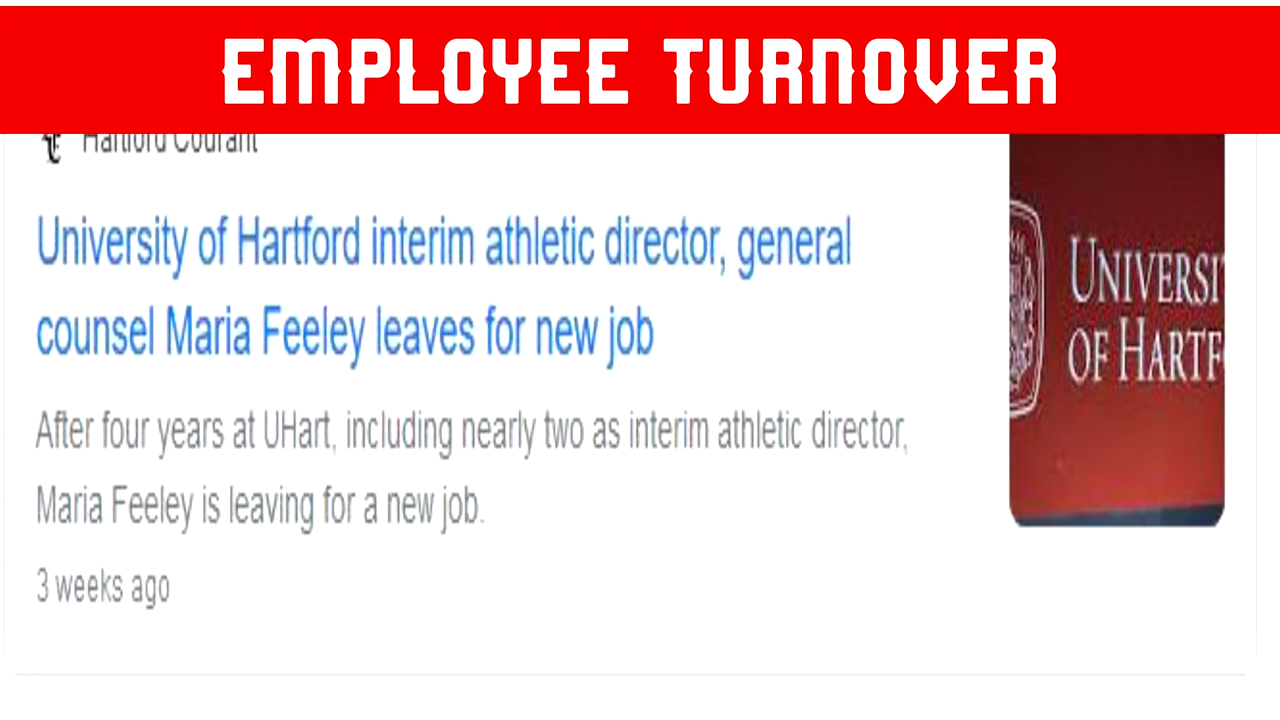 EMPLOYEE TURNOVER
Hartford Courant
University of Hartford interim athletic director, general
counsel Maria Feeley leaves for new job
After four years at UHart, including nearly two as interim athletic director,
Maria Feeley is leaving for a new job.
3 weeks ago
UNIVERSI
OF HARTF